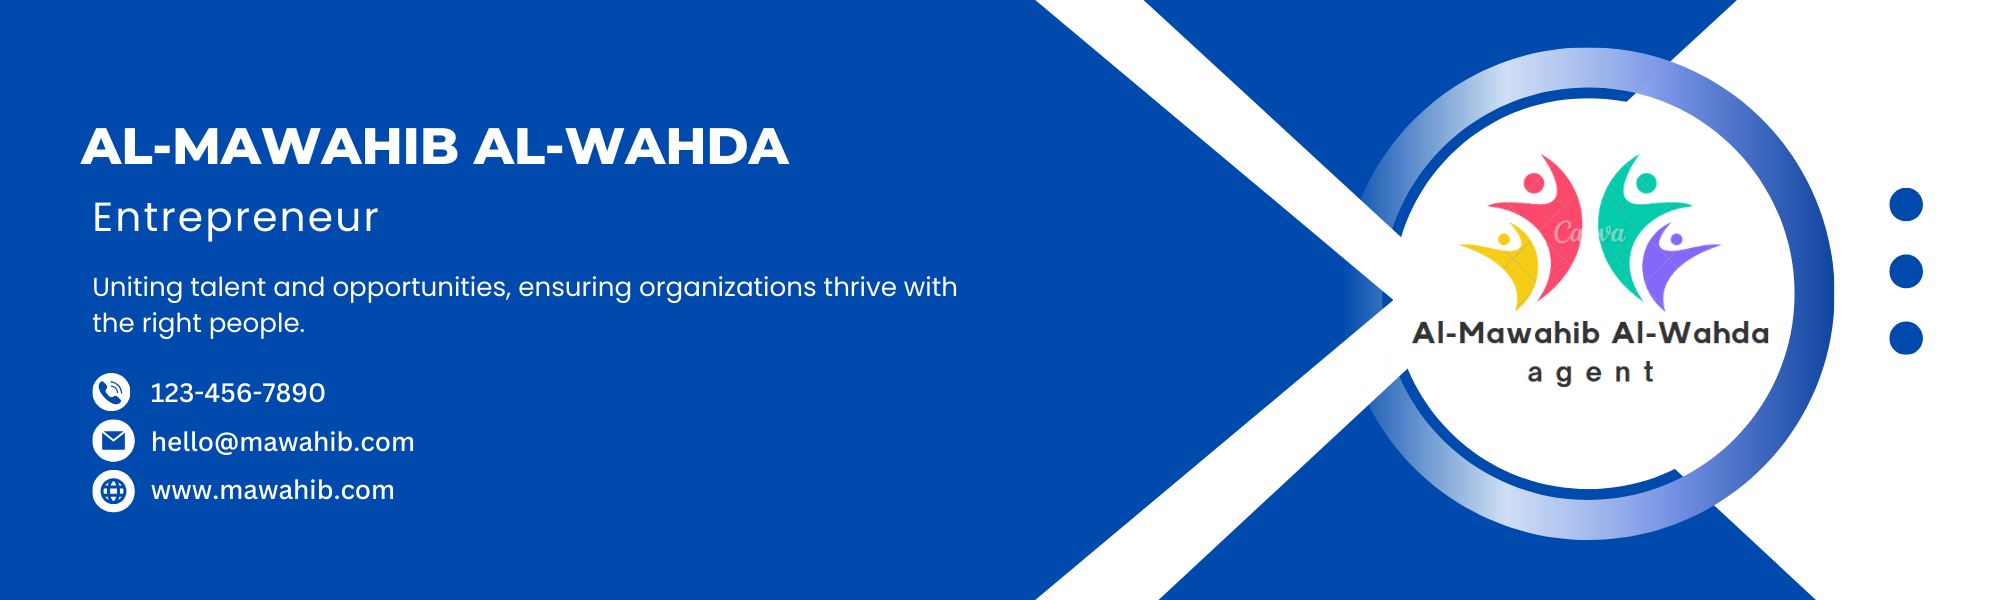 AL-MAWAHIB AL-WAHDA
Entrepreneur
Uniting talent and opportunities, ensuring organizations thrive with
the right people.
123-456-7890
hello@mawahib.com
www.mawahib.com
Canva
Al-Mawahib Al-Wahda
agent